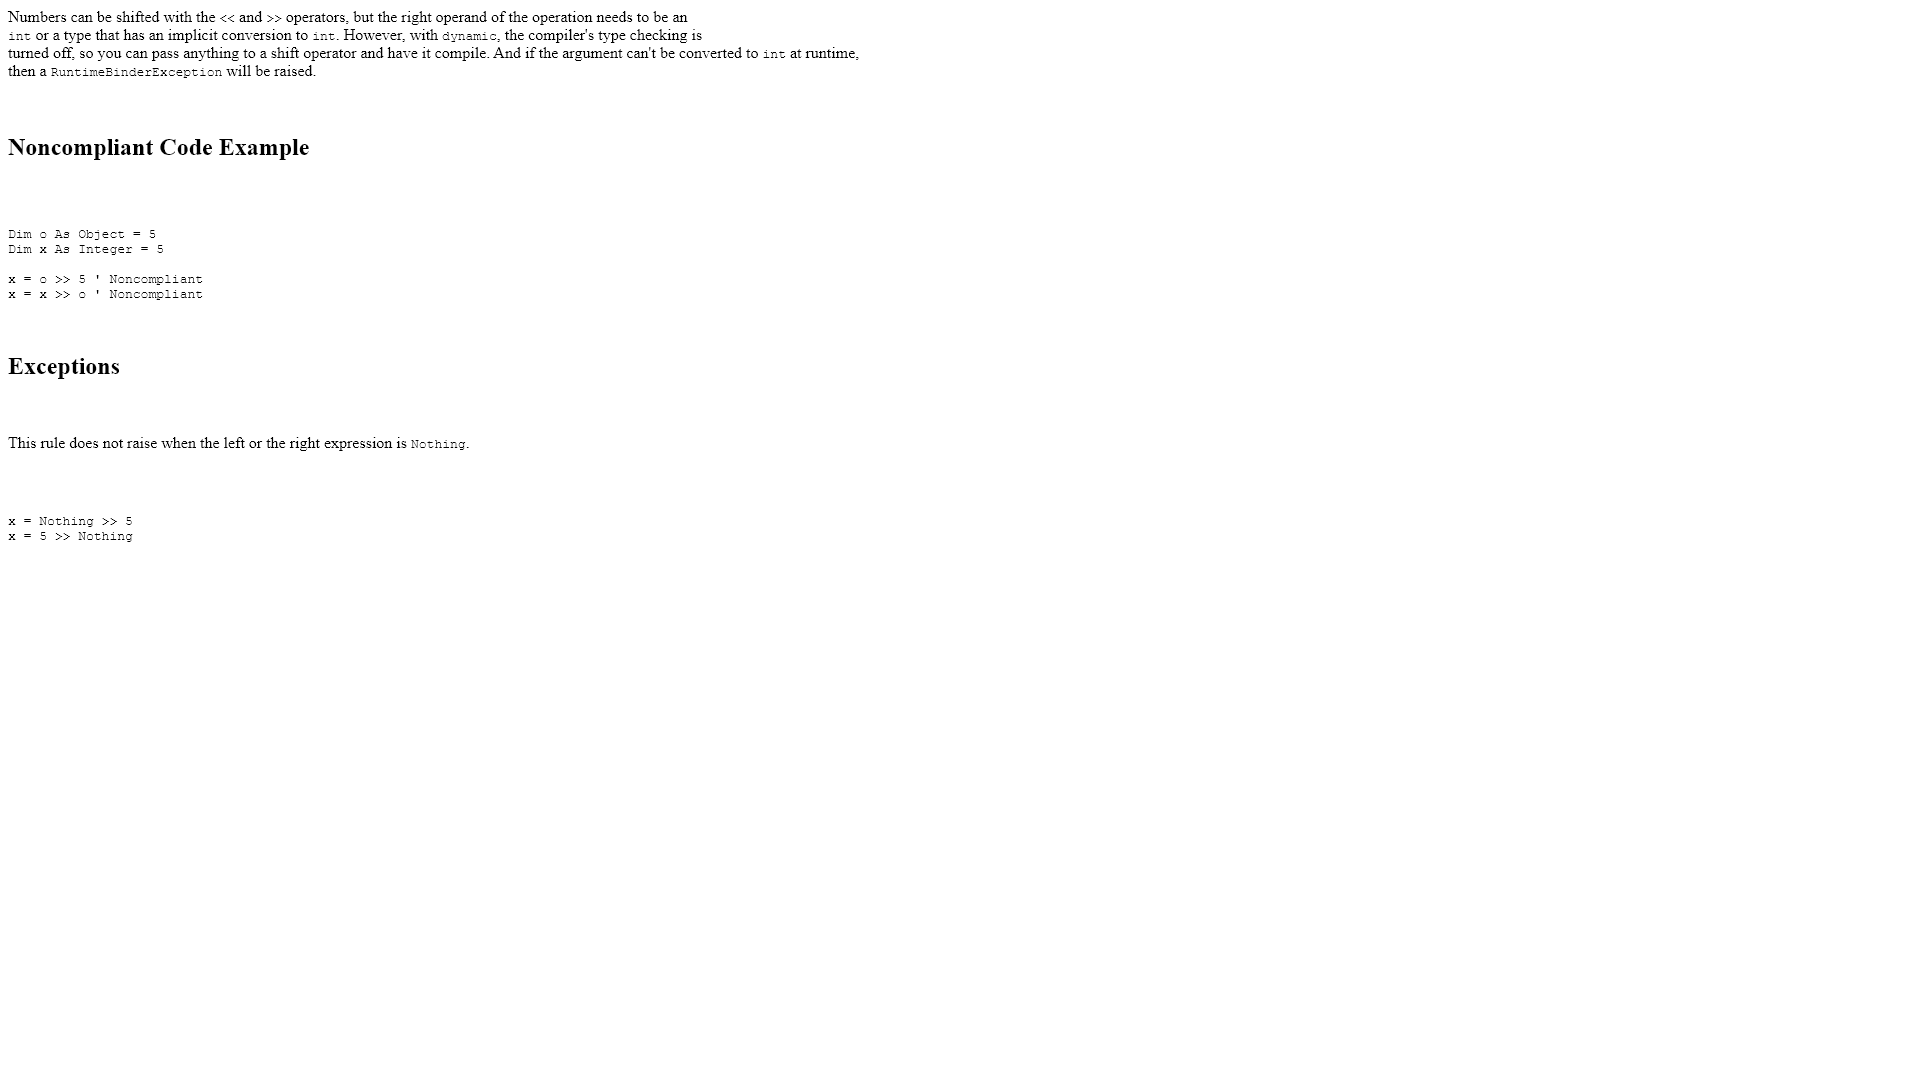 Numbers can be shifted with the << and >> operators, but the right operand of the operation needs to be an
int or a type that has an implicit conversion to int. However, with dynamic, the compiler's type checking is
turned off, so you can pass anything to a shift operator and have it compile. And if the argument can't be converted to int at runtime,
then a RuntimeBinderException will be raised.
Noncompliant Code Example
Dim o As Object = 5
Dim x As Integer = 5
x = o >> 5 ' Noncompliant
x = x >> o ' Noncompliant
Exceptions
This rule does not raise when the left or the right expression is Nothing.
x = Nothing >> 5
x = 5 >> Nothing